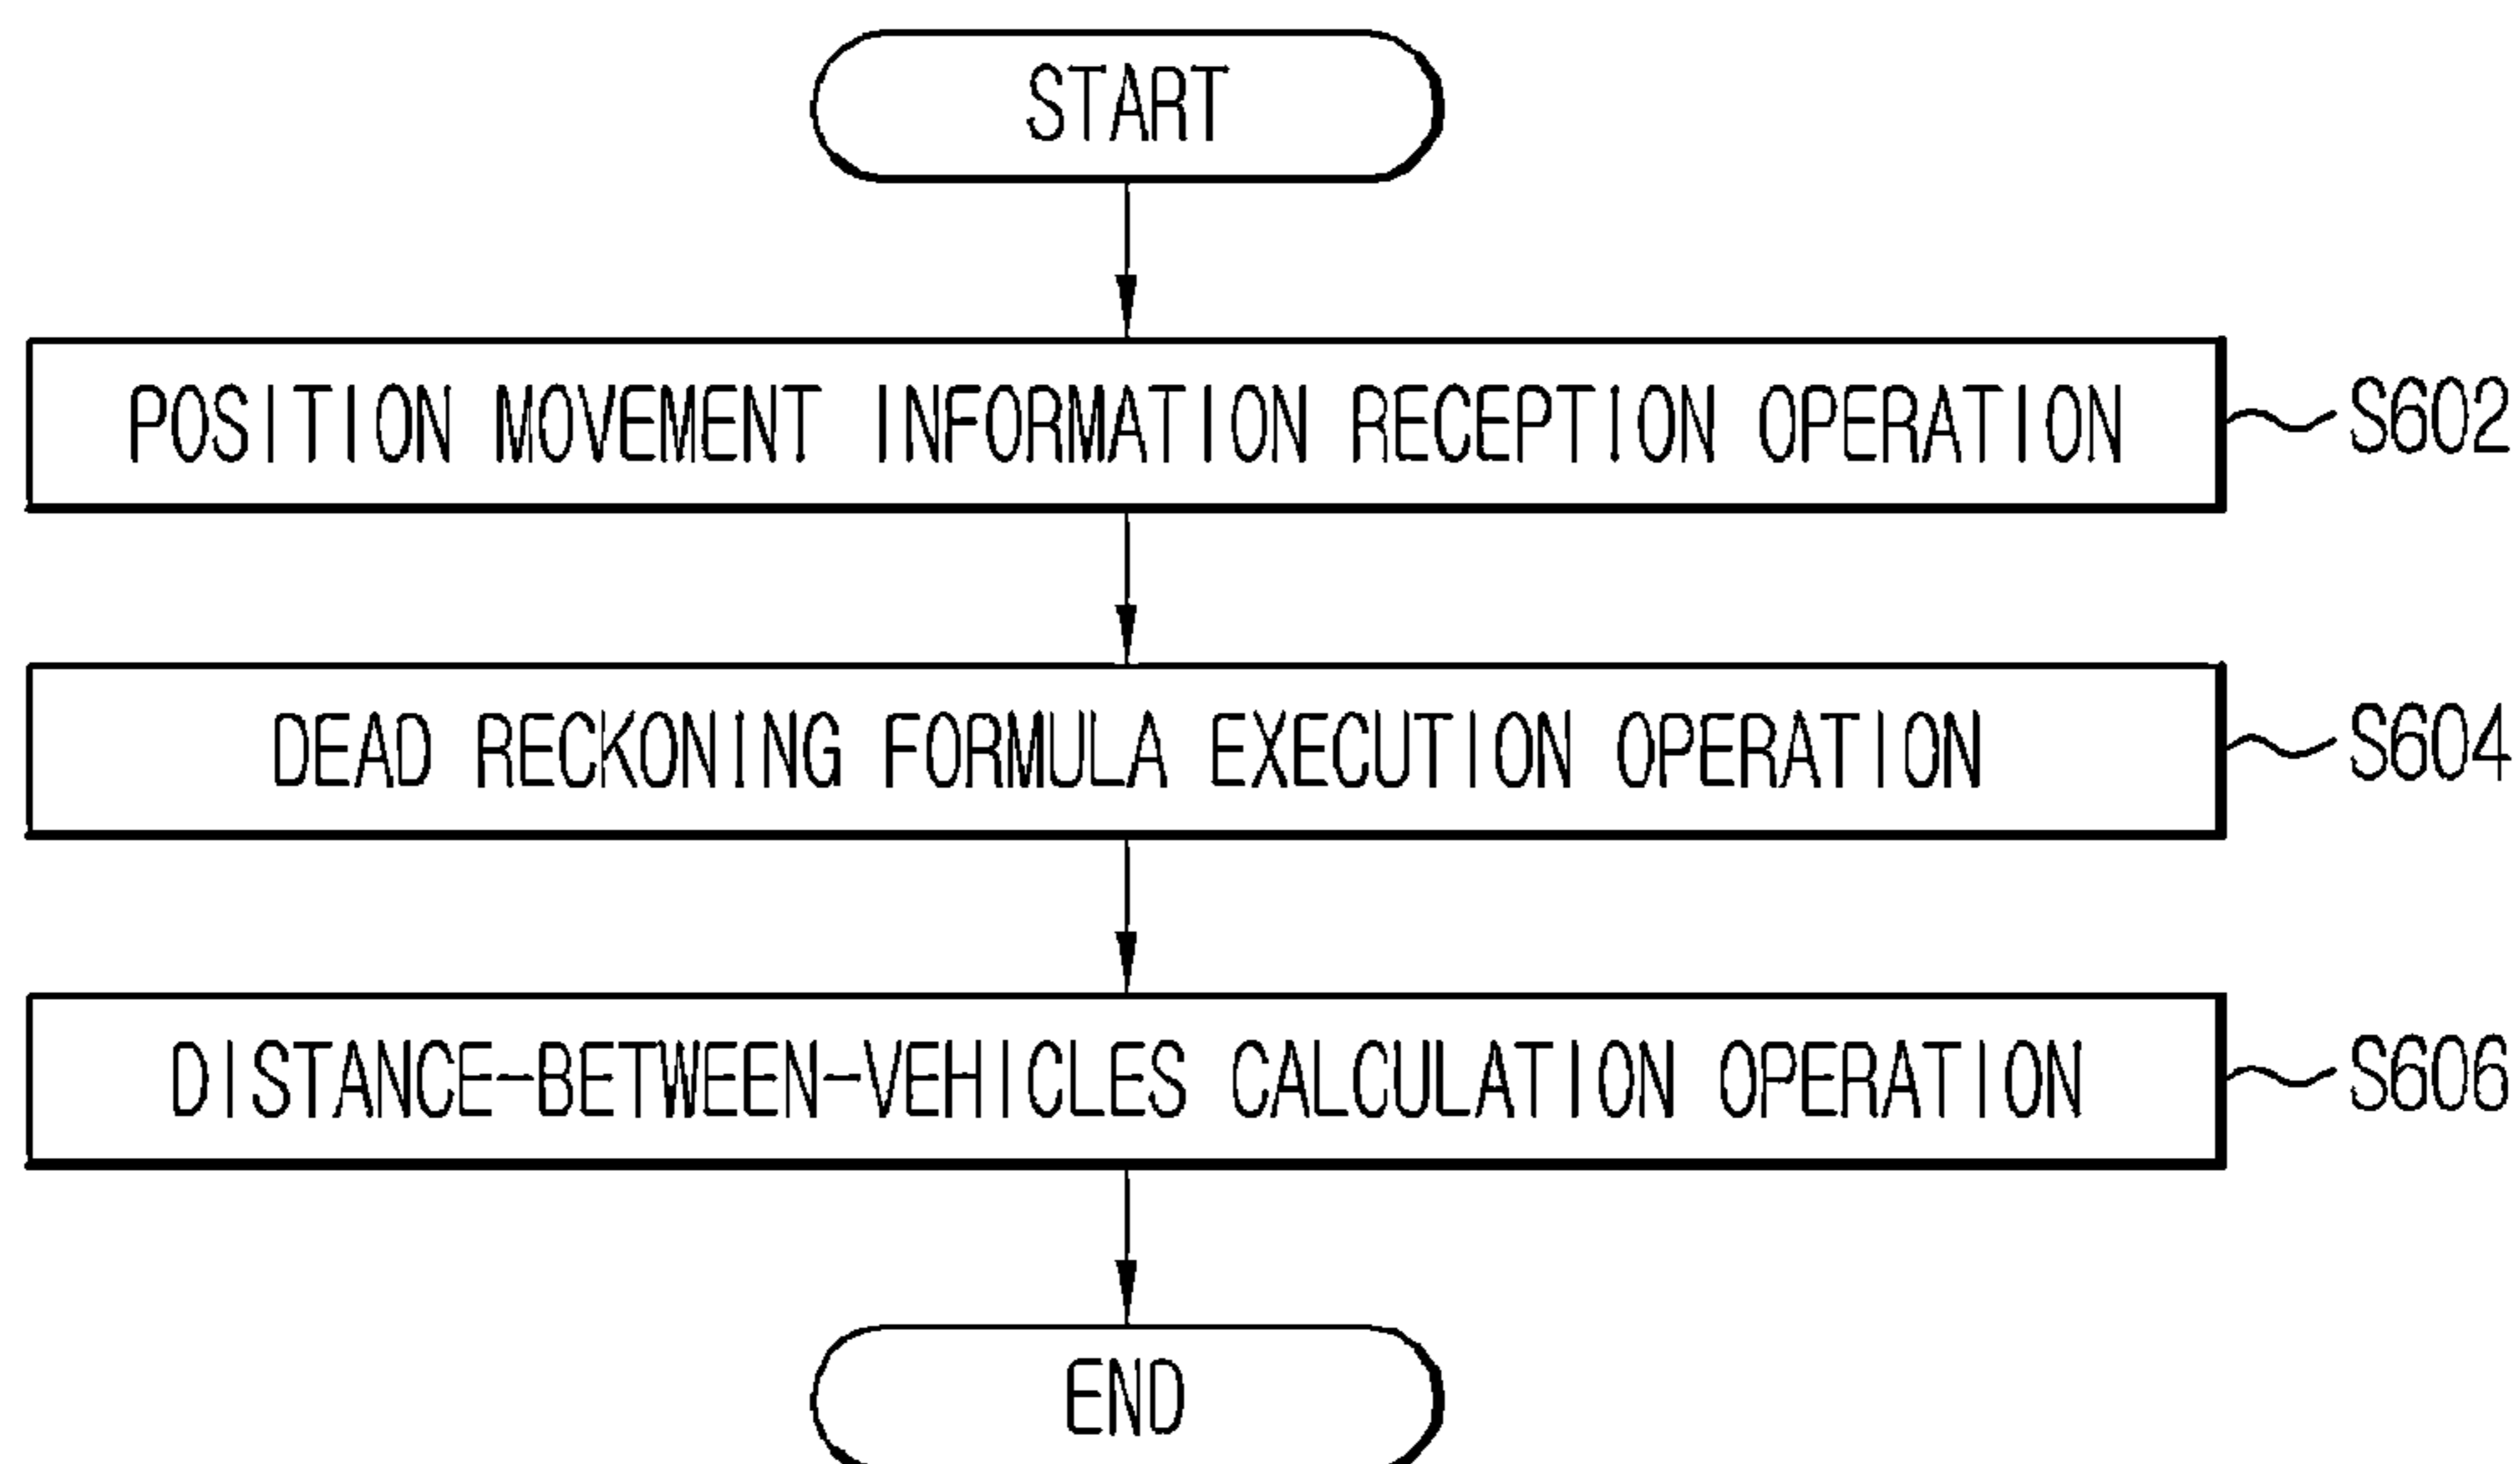 START
POSITION MOVEMENT INFORMATION RECEPTION OPERATION S602
DEAD RECKONING FORMULA EXECUTION OPERATION S604
DISTANCE-BETWEEN-VEHICLES CALCULATION OPERATION S606
END